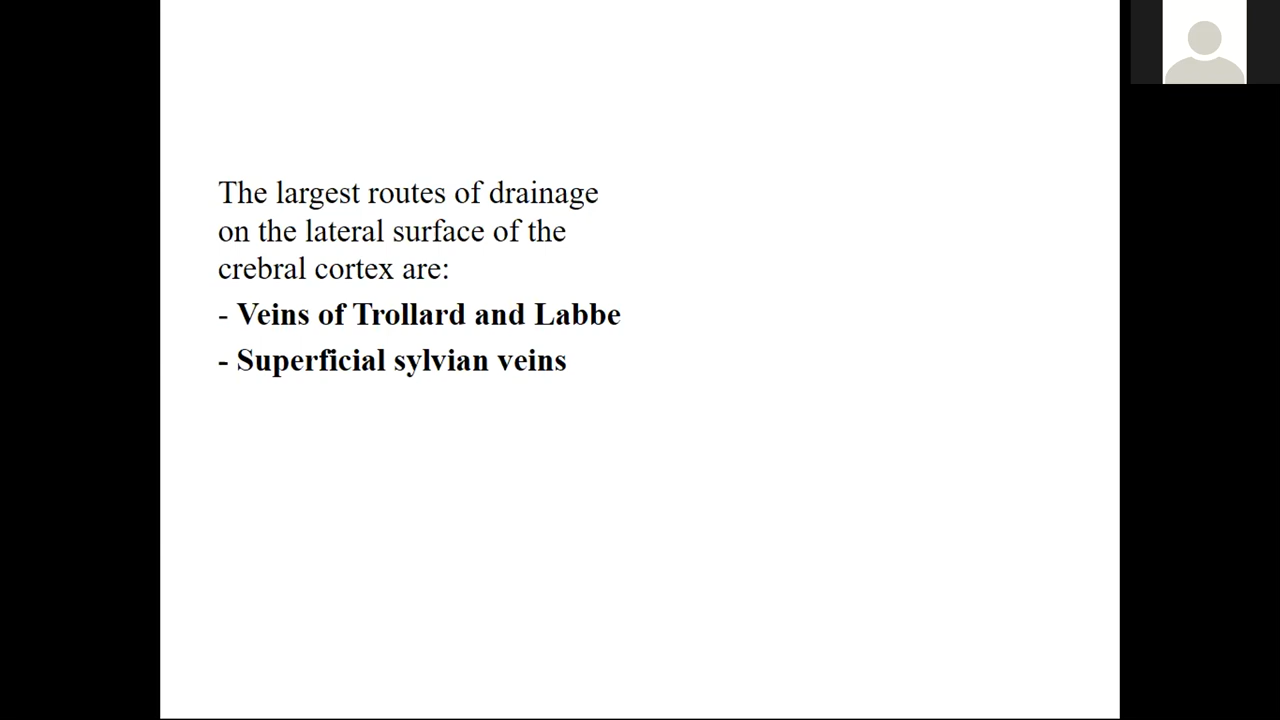 The largest routes of drainage
on the lateral surface of the
crebral cortex are:
- Veins of Trollard and Labbe
- Superficial sylvian veins